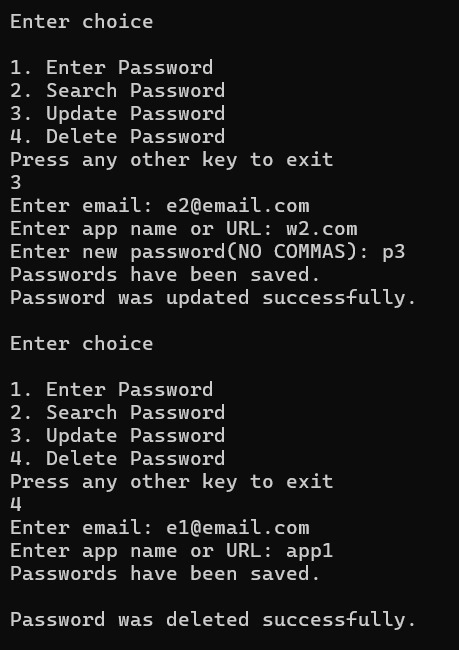 Enter choice
1. Enter Password
2. Search Password
3. Update Password
4. Delete Password
Press any other key to exit
3
Enter email: e2@email.com
Enter app name or URL: w2.com
Enter new password(NO COMMAS): p3
Passwords have been saved.
Password was updated successfully.
Enter choice
1. Enter Password
2. Search Password
3. Update Password
4. Delete Password
Press any other key to exit
4
Enter email: e1@email.com
Enter app name or URL: app1
Passwords have been saved.
Password was deleted successfully.